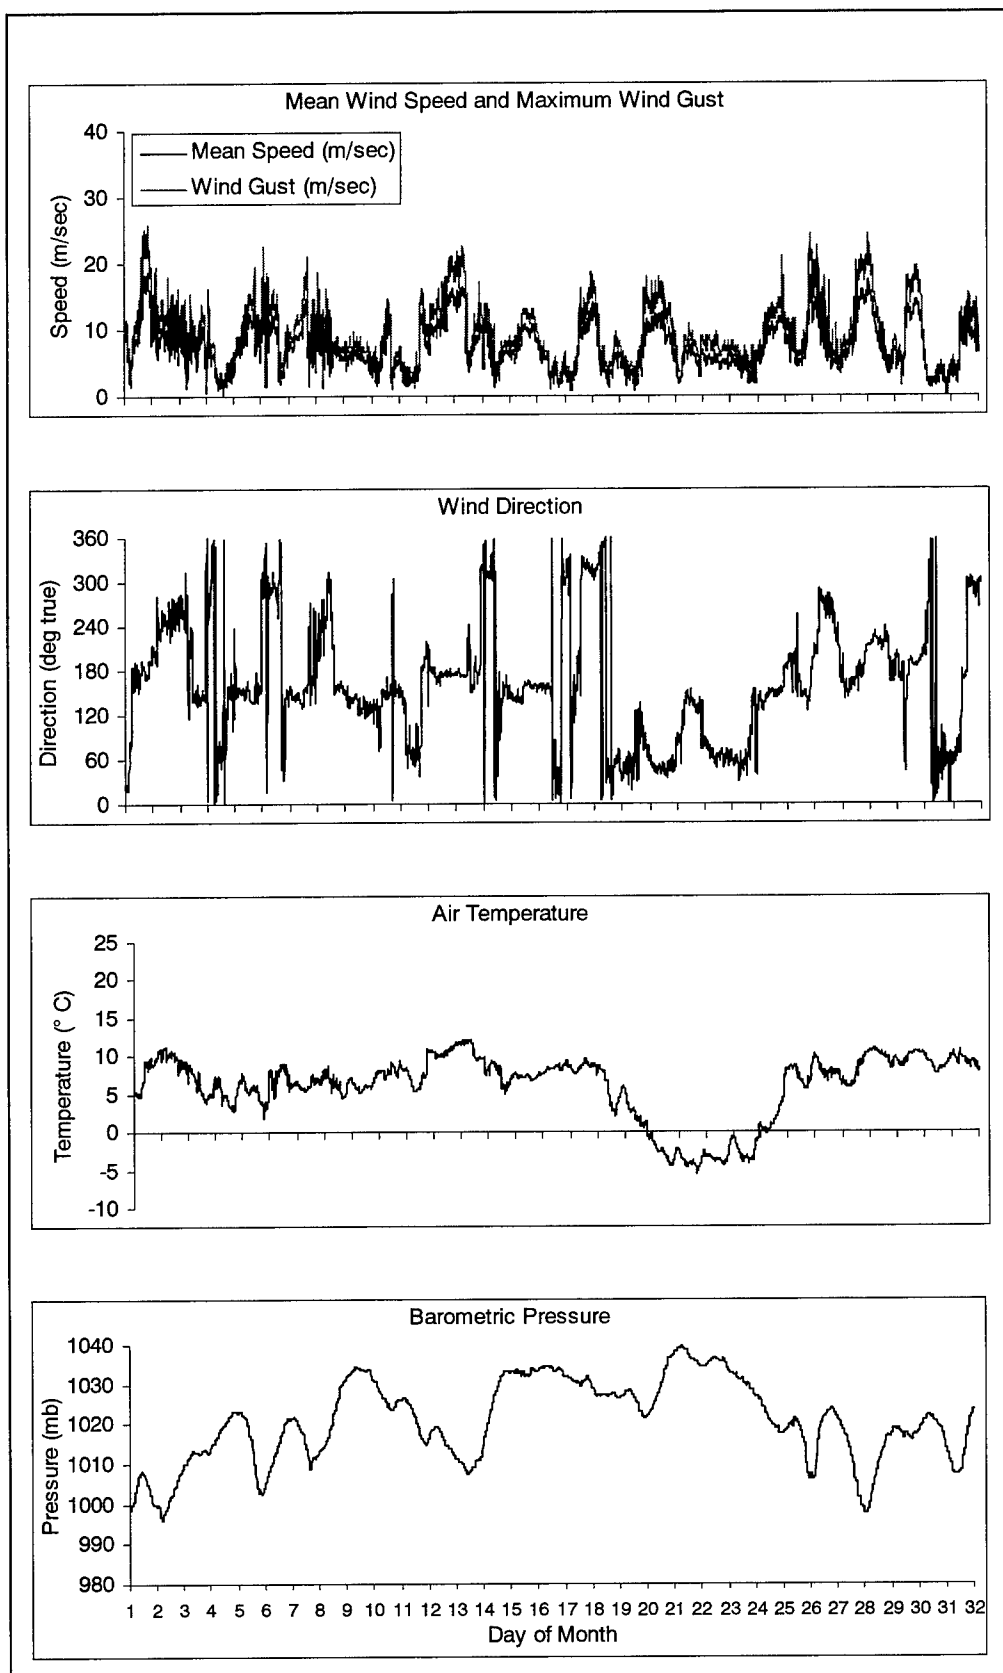 Mean Wind Speed and Maximum Wind Gust
40
30
20
10
0
Speed (m/sec)
Mean Speed (m/sec)
Wind Gust (m/sec)
Wind Direction
360
300
240
180
120
60
0
Direction (deg true)
Air Temperature
25
20
15
10
5
0
-5
-10
Temperature (° C)
Barometric Pressure
1040
1030
1020
1010
1000
990
980
Pressure (mb)
1 2 3 4 5 6 7 8 9 10 11 12 13 14 15 16 17 18 19 20 21 22 23 24 25 26 27 28 29 30 31 32
Day of Month